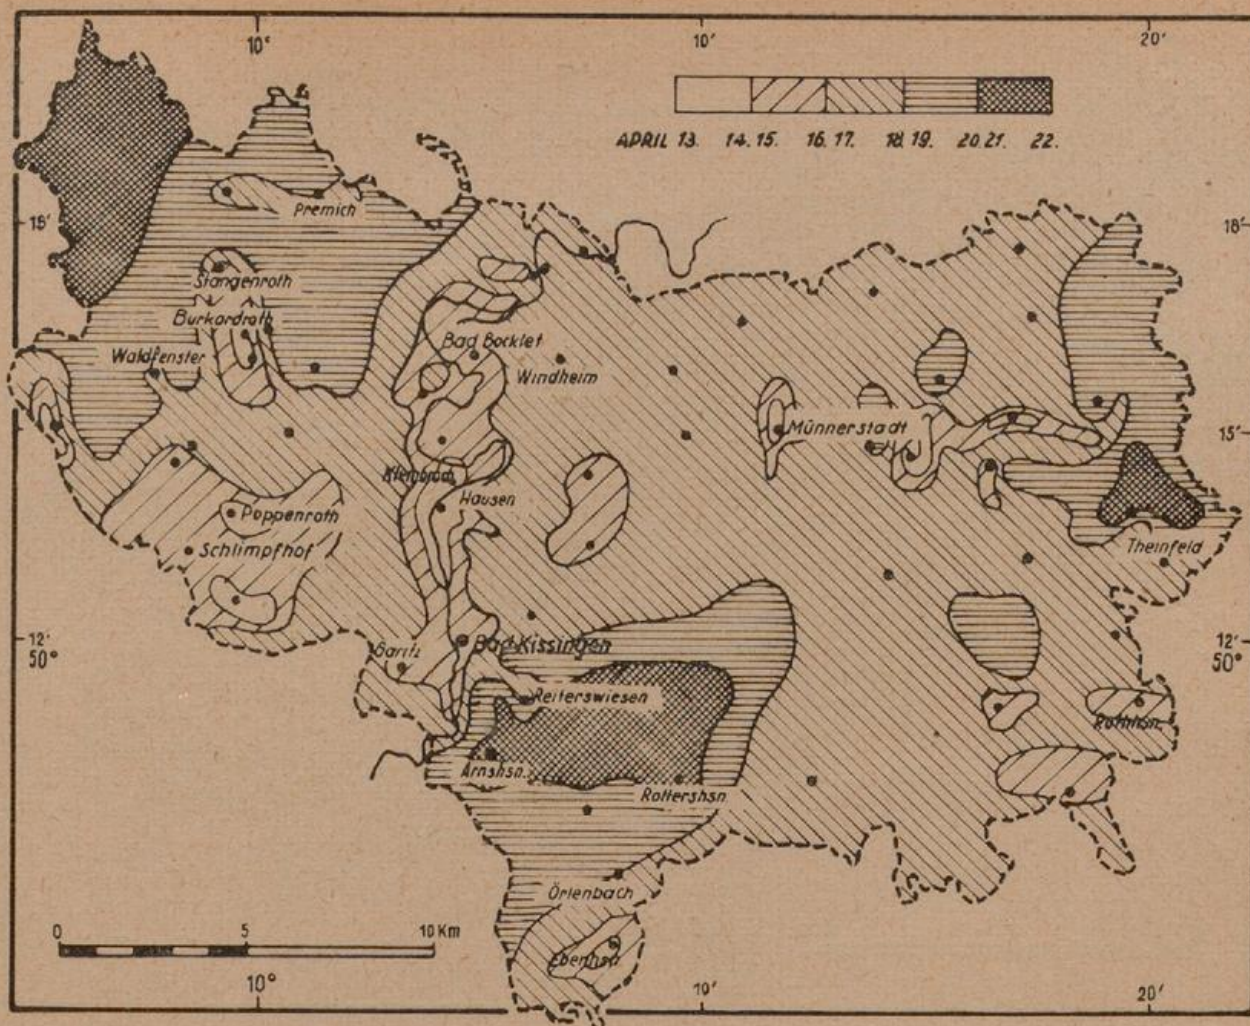 10° 10′ 20′
APRIL 13. 14. 15. 16. 17. 18. 19. 20. 21. 22.
Premich
18′ 18′
Stangenroth
Burkardroth
Bad Bocklet
Waldfenster
Windheim
Münnerstadt
15′ 15′
Kleinbrach
Hausen
Poppenroth
Schlimpfhof
Theinfeld
12′ 12′
50° 50°
Garitz
Bad Kissingen
Reiterswiesen
Rothhsn.
Arnshsn.
Rottershsn.
Örlenbach
0 5 10 Km
Ebenhsn.
10° 10′ 20′